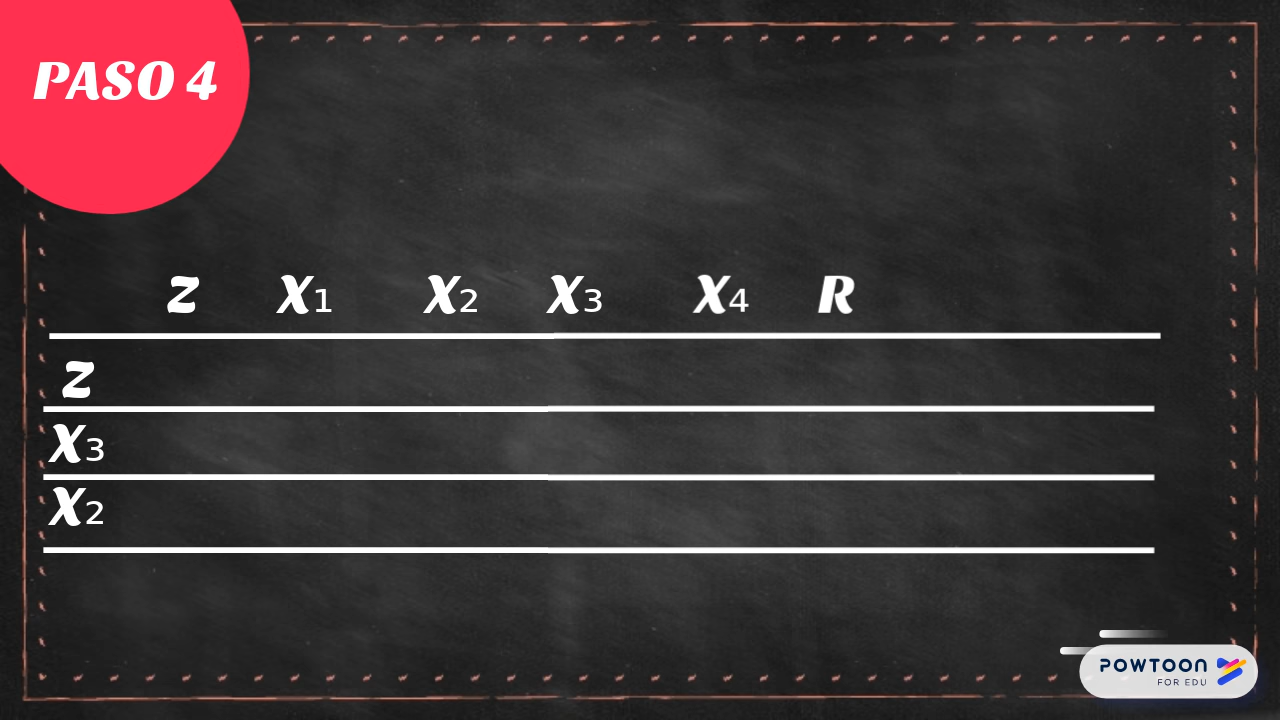 PASO 4
Z X1 X2 X3 X4 R
Z
X3
X2
POWTOON
FOR EDU